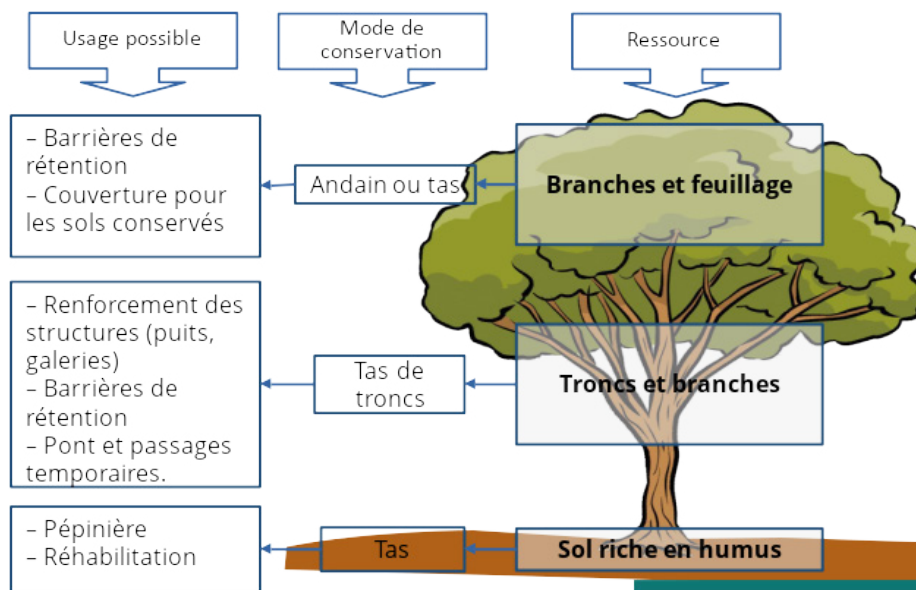 Usage possible
Mode de
conservation
Ressource
– Barrières de
rétention
– Couverture pour
les sols conservés
Andain ou tas
Branches et feuillage
– Renforcement des
structures (puits,
galeries)
– Barrières de
rétention
– Pont et passages
temporaires.
Tas de
troncs
Troncs et branches
– Pépinière
– Réhabilitation
Tas
Sol riche en humus